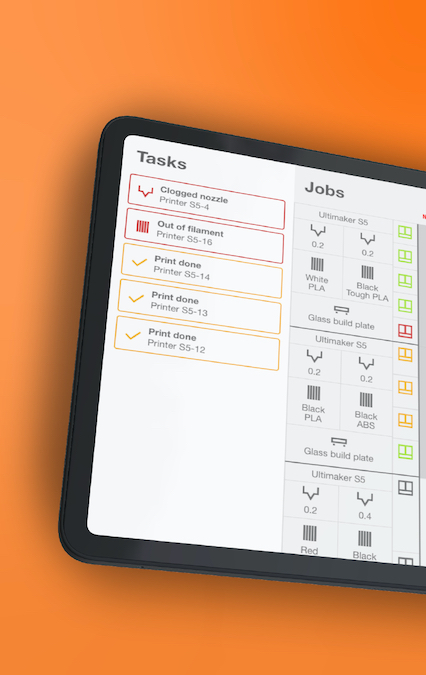 Tasks
Clogged nozzle
Printer S5-4
Out of filament
Printer S5-16
Print done
Printer S5-14
Print done
Printer S5-13
Print done
Printer S5-12
Jobs
Ultimaker S5
0.2
0.2
White
PLA
Black
Tough PLA
Glass build plate
Ultimaker S5
0.2
0.2
Black
PLA
Black
ABS
Glass build plate
Ultimaker S5
0.2
0.4
Red
Black